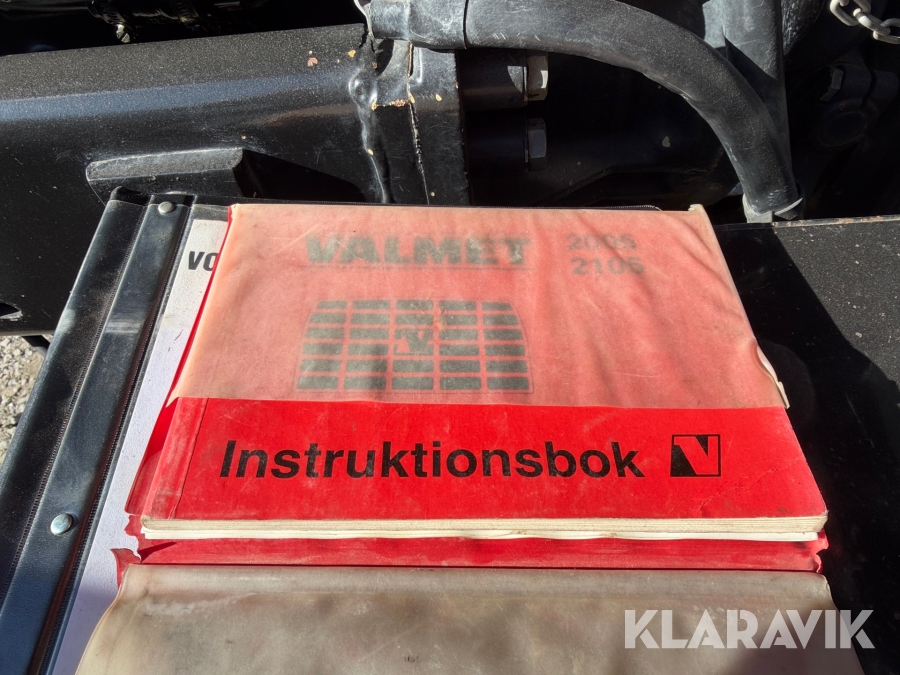 VO
VALMET 2005
2105
Instruktionsbok
KLARAVIK